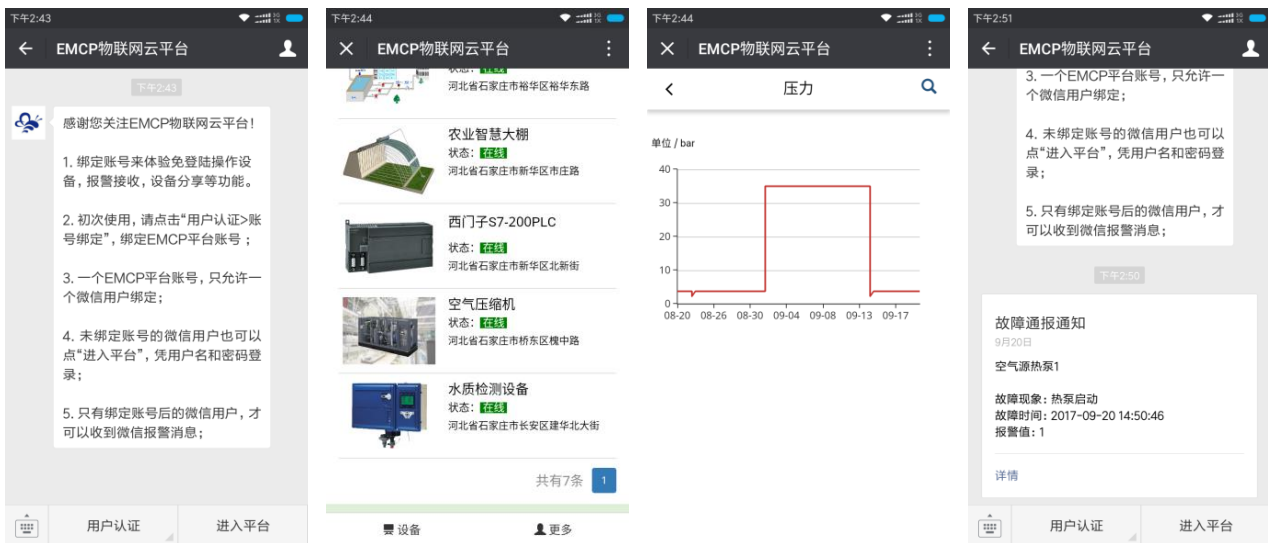 下午2:43
EMCP物联网云平台
下午2:43
感谢您关注EMCP物联网云平台!
1. 绑定账号来体验免登陆操作设
备,报警接收,设备分享等功能。
2. 初次使用,请点击“用户认证>账
号绑定”,绑定EMCP平台账号;
3. 一个EMCP平台账号,只允许一
个微信用户绑定;
4. 未绑定账号的微信用户也可以
点“进入平台”,凭用户名和密码登
录;
5. 只有绑定账号后的微信用户,才
可以收到微信报警消息;
用户认证
进入平台
下午2:44
EMCP物联网云平台
状态: 在线
河北省石家庄市裕华区裕华东路
农业智慧大棚
状态: 在线
河北省石家庄市新华区市庄路
西门子S7-200PLC
状态: 在线
河北省石家庄市新华区北新街
空气压缩机
状态: 在线
河北省石家庄市桥东区槐中路
水质检测设备
状态: 在线
河北省石家庄市长安区建华北大街
共有7条 1
设备
更多
下午2:44
EMCP物联网云平台
压力
单位 / bar
40
30
20
10
0
08-20 08-26 08-30 09-04 09-08 09-13 09-17
下午2:51
EMCP物联网云平台
3. 一个EMCP平台账号,只允许一
个微信用户绑定;
4. 未绑定账号的微信用户也可以
点“进入平台”,凭用户名和密码登
录;
5. 只有绑定账号后的微信用户,才
可以收到微信报警消息;
下午2:50
故障通报通知
9月20日
空气源热泵1
故障现象: 热泵启动
故障时间: 2017-09-20 14:50:46
报警值: 1
详情
用户认证
进入平台